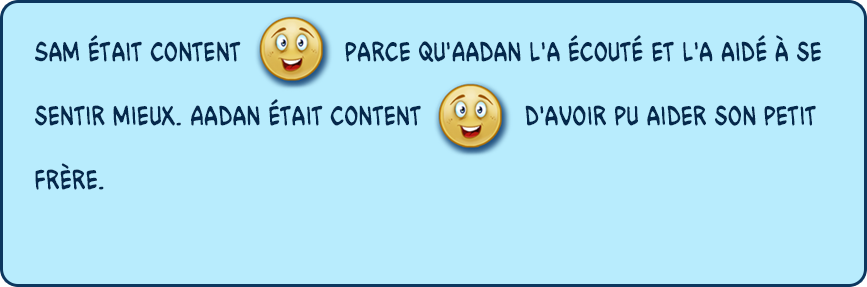 SAM ÉTAIT CONTENT PARCE QU'AADAN L'A ÉCOUTÉ ET L'A AIDÉ À SE
SENTIR MIEUX. AADAN ÉTAIT CONTENT D'AVOIR PU AIDER SON PETIT
FRÈRE.